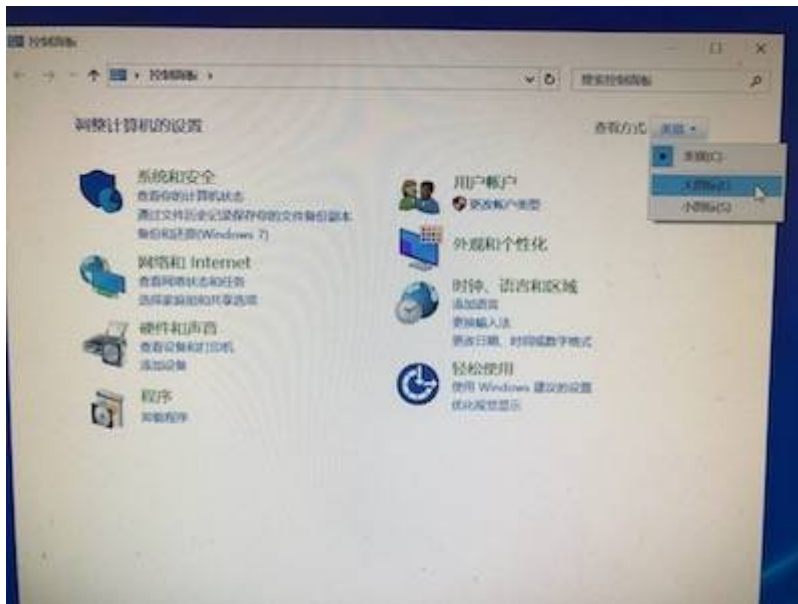 控制面板
控制面板
搜索控制面板
调整计算机的设置
查看方式: 类别
类别(C)
大图标(L)
小图标(S)
系统和安全
查看你的计算机状态
通过文件历史记录保存你的文件备份副本
备份和还原(Windows 7)
网络和 Internet
查看网络状态和任务
选择家庭组和共享选项
硬件和声音
查看设备和打印机
添加设备
程序
卸载程序
用户帐户
更改帐户类型
外观和个性化
时钟、语言和区域
添加语言
更换输入法
更改日期、时间或数字格式
轻松使用
使用 Windows 建议的设置
优化视觉显示